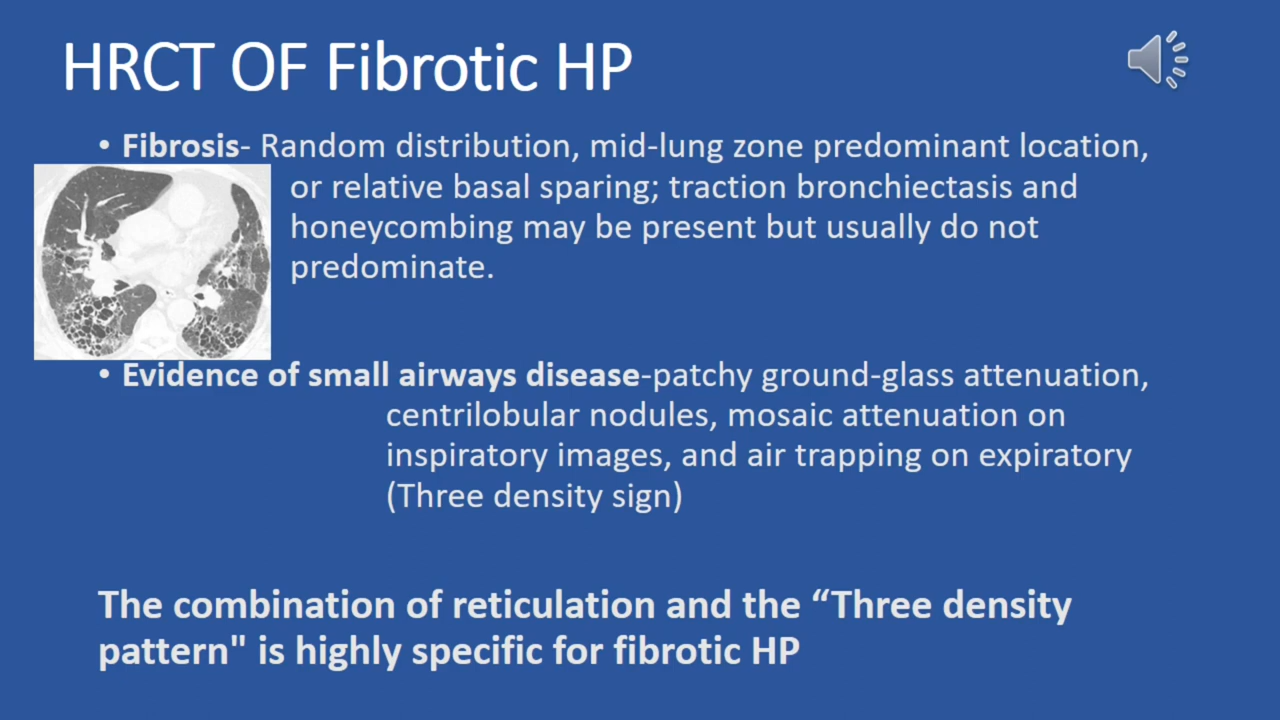 HRCT OF Fibrotic HP
• Fibrosis- Random distribution, mid-lung zone predominant location,
or relative basal sparing; traction bronchiectasis and
honeycombing may be present but usually do not
predominate.
• Evidence of small airways disease-patchy ground-glass attenuation,
centrilobular nodules, mosaic attenuation on
inspiratory images, and air trapping on expiratory
(Three density sign)
The combination of reticulation and the “Three density
pattern" is highly specific for fibrotic HP